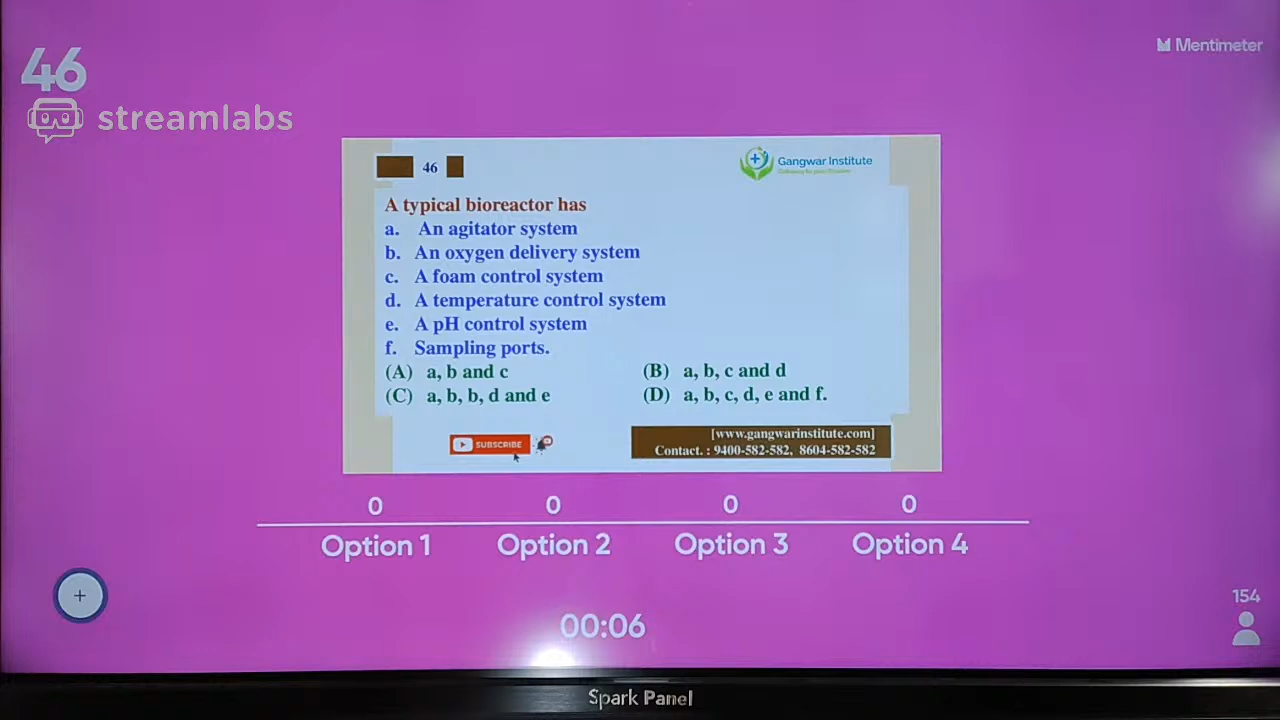 46
Mentimeter
streamlabs
46
Gangwar Institute
A typical bioreactor has
a. An agitator system
b. An oxygen delivery system
c. A foam control system
d. A temperature control system
e. A pH control system
f. Sampling ports.
(A) a, b and c (B) a, b, c and d
(C) a, b, b, d and e (D) a, b, c, d, e and f.
SUBSCRIBE
[www.gangwarinstitute.com]
Contact. : 9400-582-582, 8604-582-582
0 0 0 0
Option 1 Option 2 Option 3 Option 4
154
00:06
Spark Panel